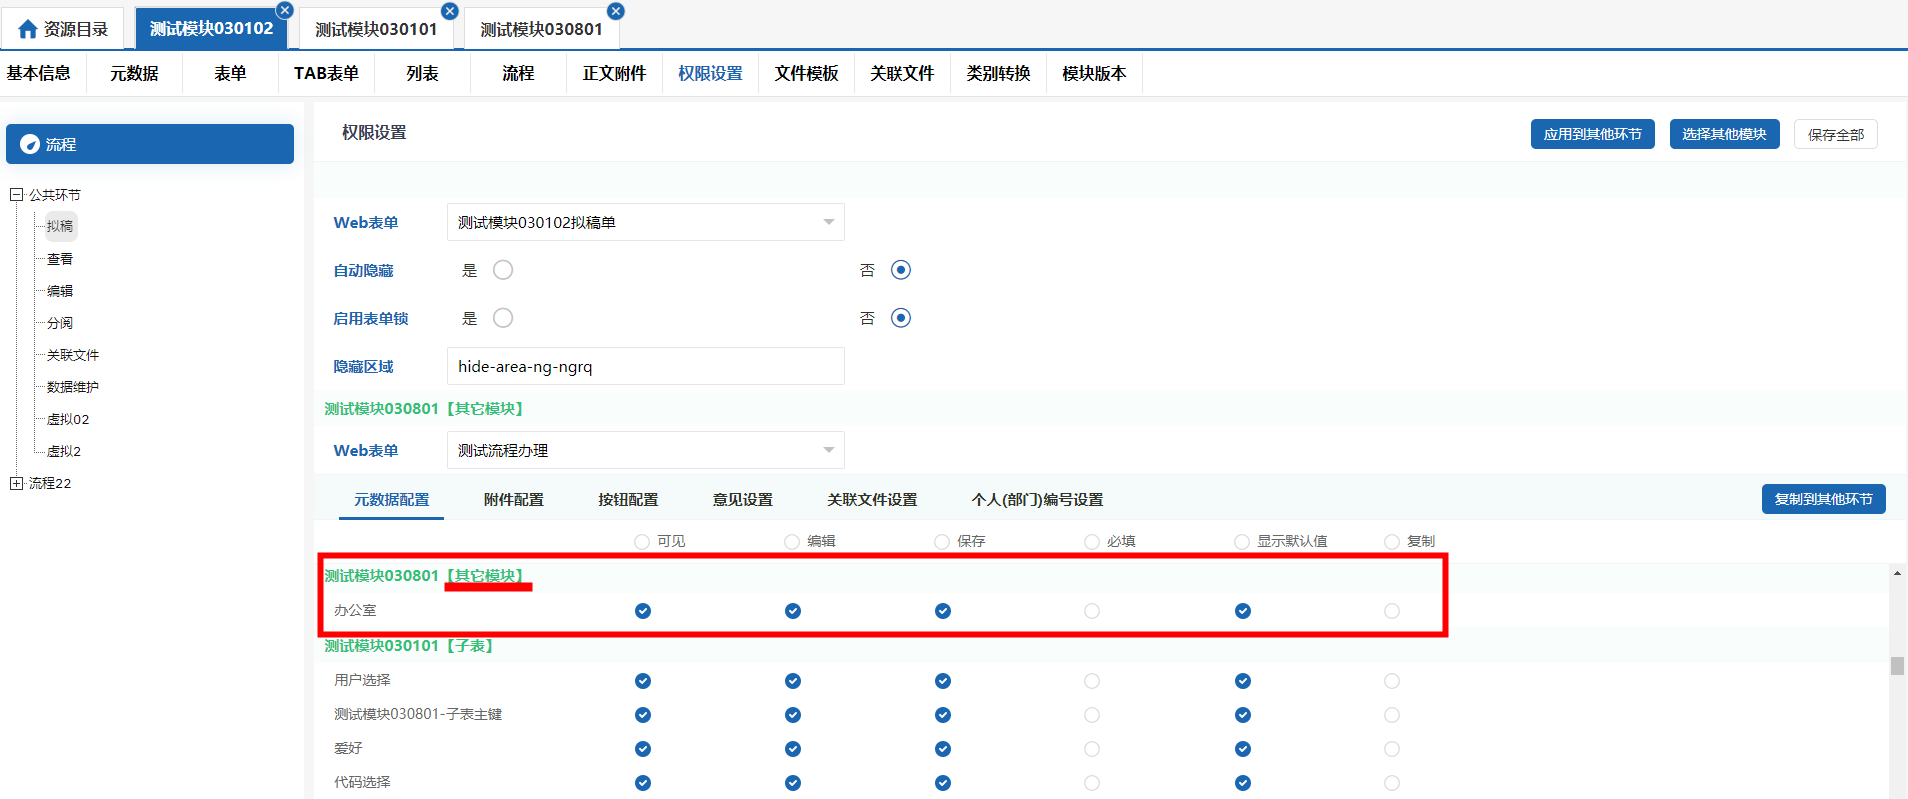 资源目录 测试模块030102 测试模块030101 测试模块030801
基本信息 元数据 表单 TAB表单 列表 流程 正文附件 权限设置 文件模板 关联文件 类别转换 模块版本
流程
公共环节
拟稿
查看
编辑
分阅
关联文件
数据维护
虚拟02
虚拟2
流程22
权限设置 应用到其他环节 选择其他模块 保存全部
Web表单 测试模块030102拟稿单
自动隐藏 是 否
启用表单锁 是 否
隐藏区域 hide-area-ng-ngrq
测试模块030801【其它模块】
Web表单 测试流程办理
元数据配置 附件配置 按钮配置 意见设置 关联文件设置 个人(部门)编号设置 复制到其他环节
可见 编辑 保存 必填 显示默认值 复制
测试模块030801【其它模块】
办公室
测试模块030101【子表】
用户选择
测试模块030801-子表主键
爱好
代码选择